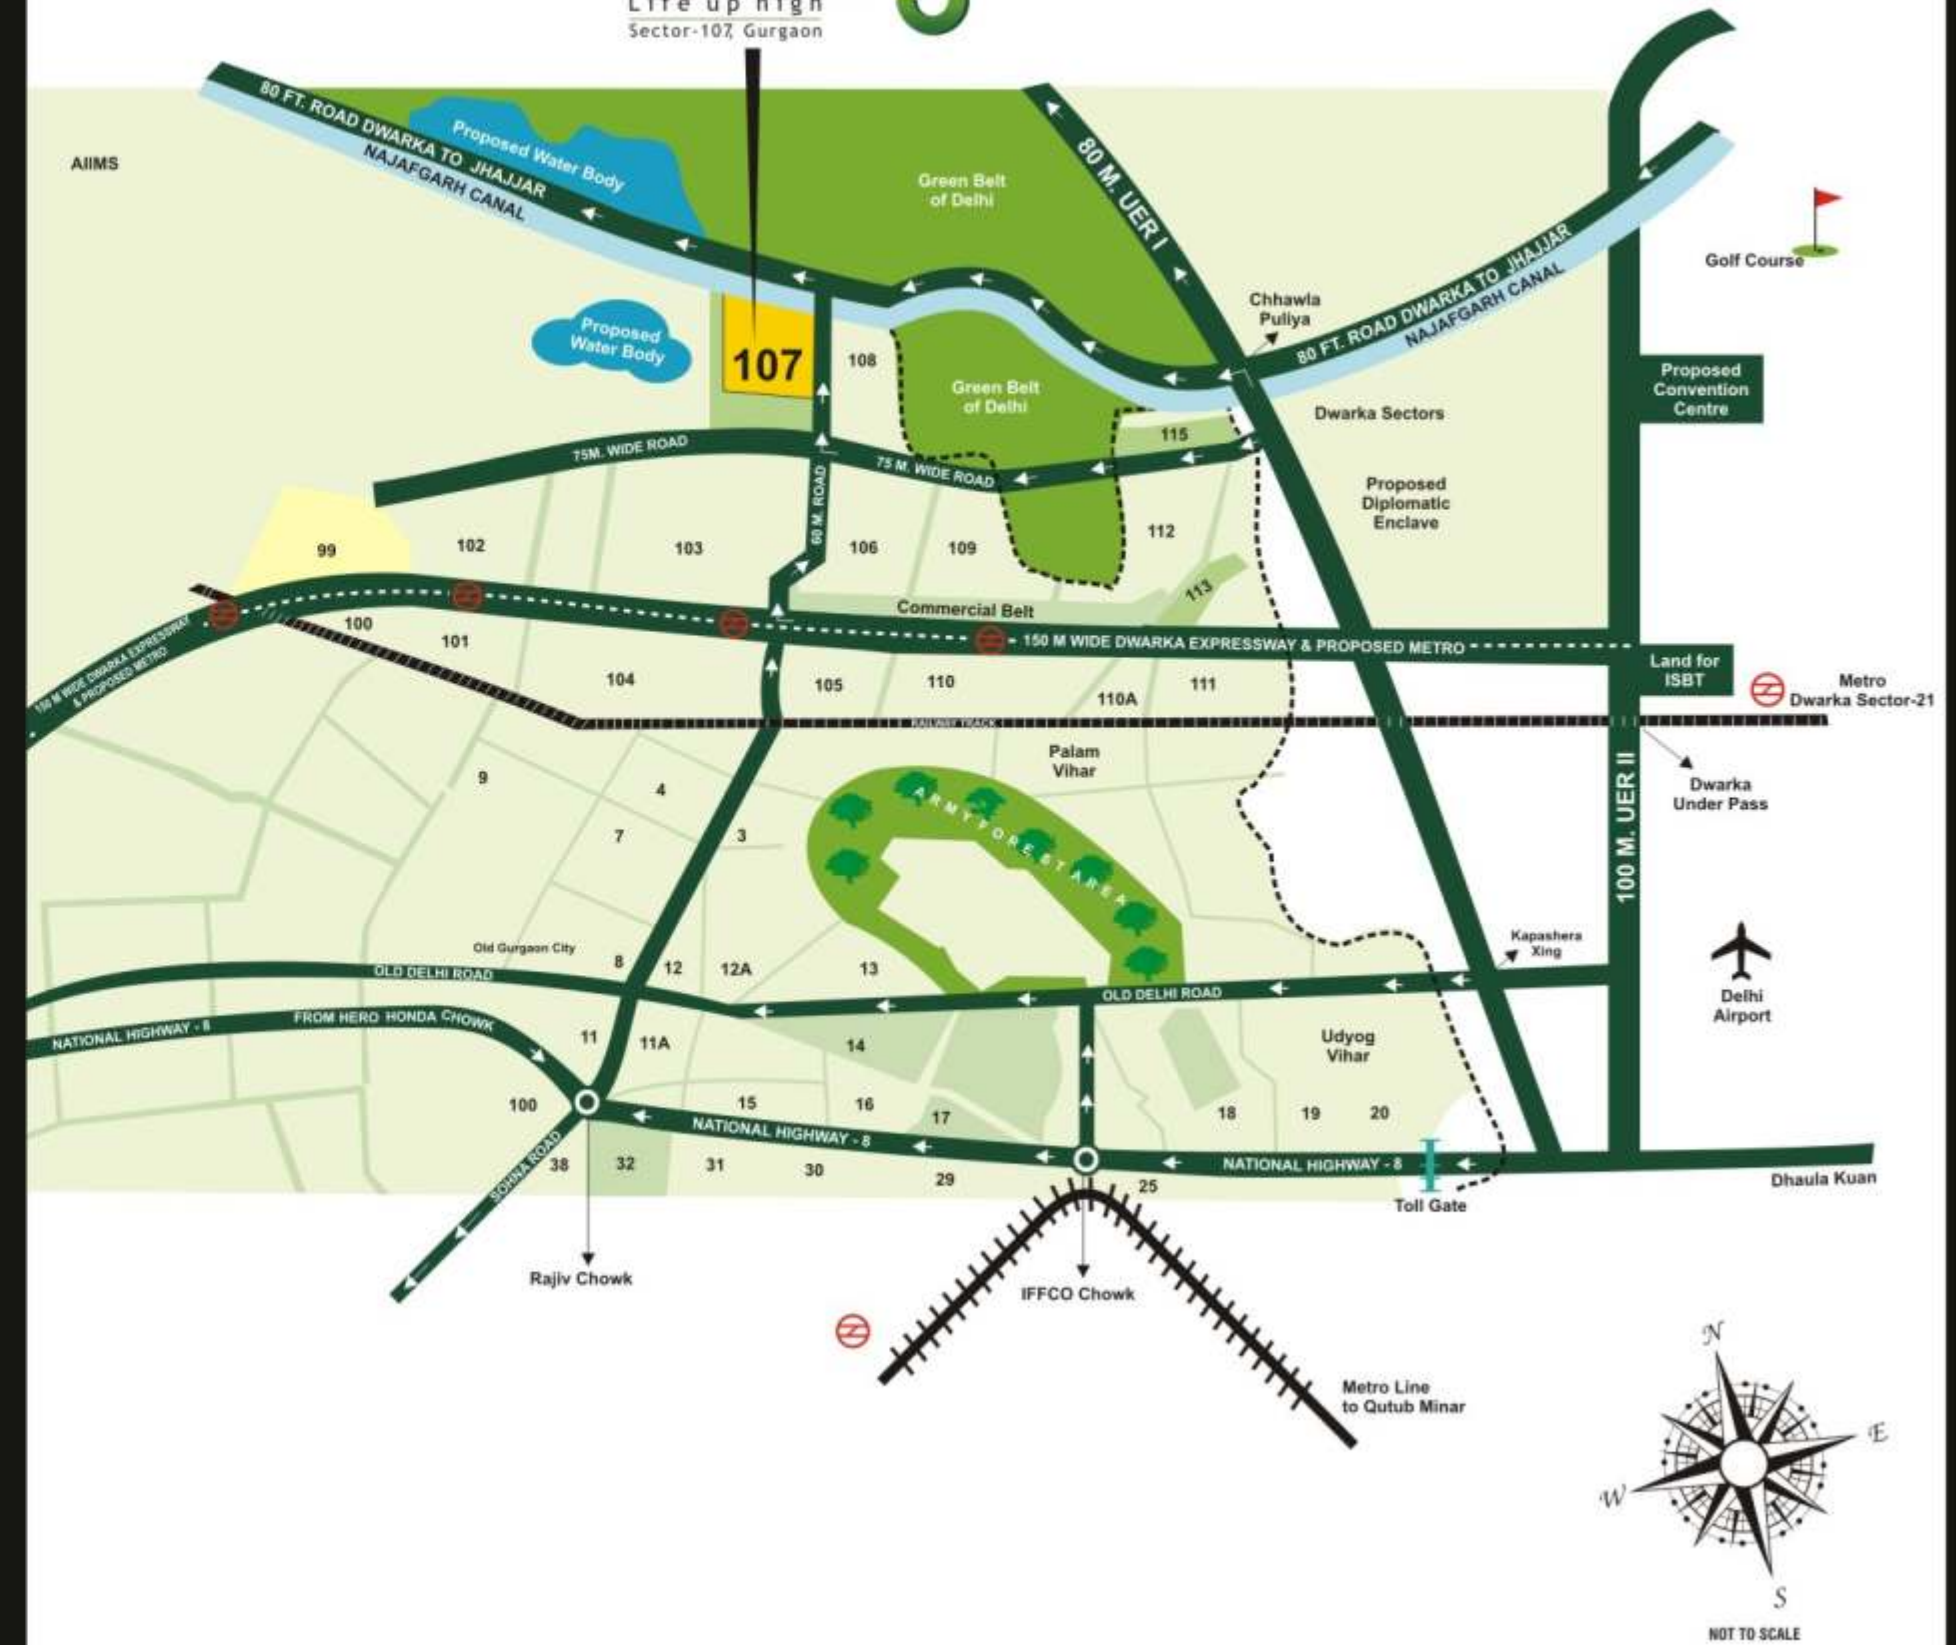 Life up high
Sector-107, Gurgaon
80 FT. ROAD DWARKA TO JHAJJAR
NAJAFGARH CANAL
Proposed Water Body
AIIMS
Green Belt
of Delhi
80 M. UER I
Golf Course
Chhawla
Puliya
80 FT. ROAD DWARKA TO JHAJJAR
NAJAFGARH CANAL
Proposed
Water Body
107
108
Green Belt
of Delhi
Proposed
Convention
Centre
Dwarka Sectors
115
75M. WIDE ROAD
75 M. WIDE ROAD
60 M. ROAD
Proposed
Diplomatic
Enclave
99
102
103
106
109
112
113
Commercial Belt
150 M WIDE DWARKA EXPRESSWAY & PROPOSED METRO
150 M WIDE DWARKA EXPRESSWAY
& PROPOSED METRO
100
101
104
105
110
110A
111
Land for
ISBT
Metro
Dwarka Sector-21
RAILWAY TRACK
Palam
Vihar
Dwarka
Under Pass
9
4
7
3
ARMY FOREST AREA
100 M. UER II
Kapashera
Xing
Old Gurgaon City
8
12
12A
13
OLD DELHI ROAD
OLD DELHI ROAD
Delhi
Airport
NATIONAL HIGHWAY - 8
FROM HERO HONDA CHOWK
11
11A
14
Udyog
Vihar
100
15
16
17
18
19
20
NATIONAL HIGHWAY - 8
NATIONAL HIGHWAY - 8
SOHNA ROAD
38
32
31
30
29
25
Toll Gate
Dhaula Kuan
Rajiv Chowk
IFFCO Chowk
Metro Line
to Qutub Minar
N
E
W
S
NOT TO SCALE